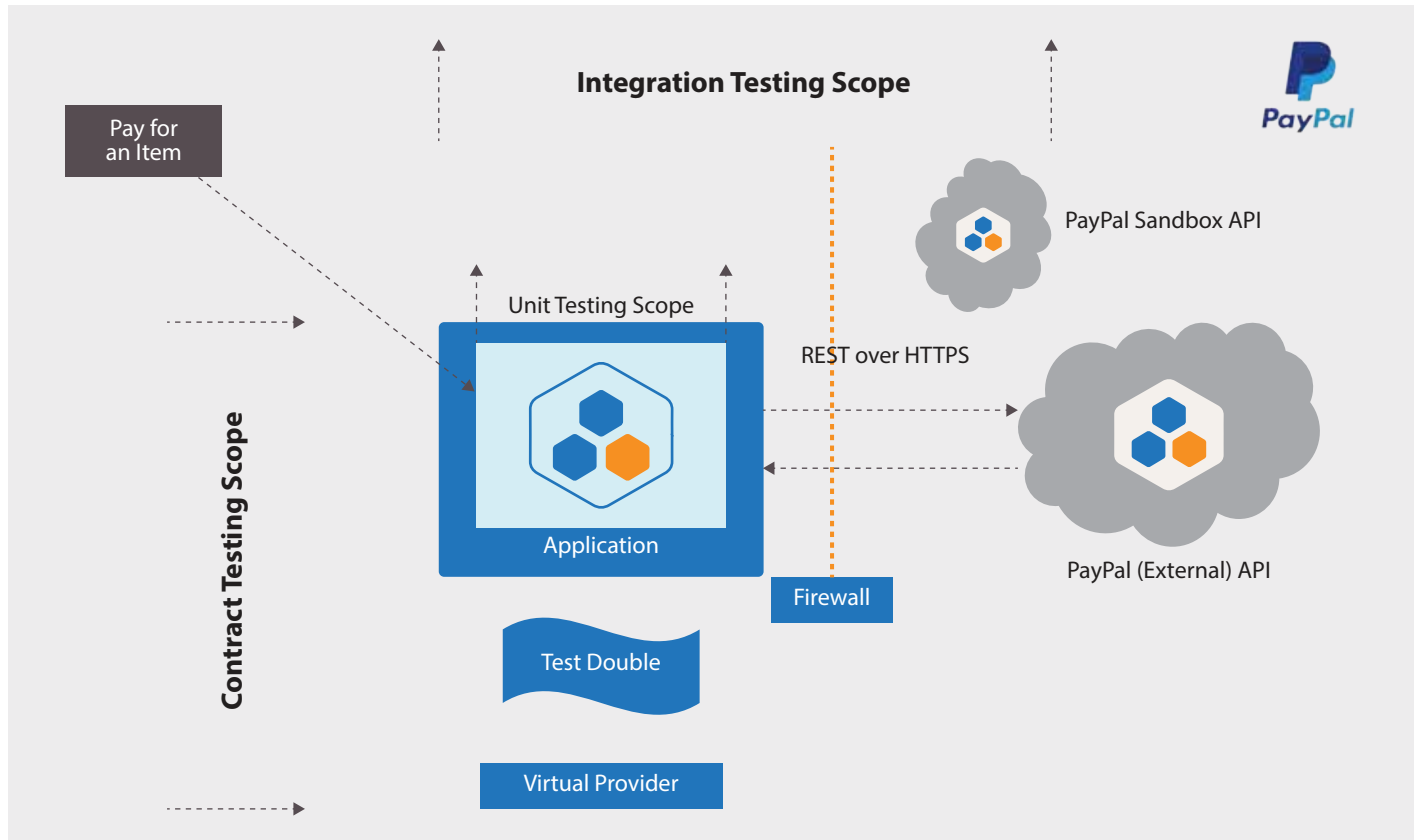 Integration Testing Scope
PayPal
Pay for
an Item
PayPal Sandbox API
Unit Testing Scope
REST over HTTPS
Contract Testing Scope
Application
PayPal (External) API
Firewall
Test Double
Virtual Provider